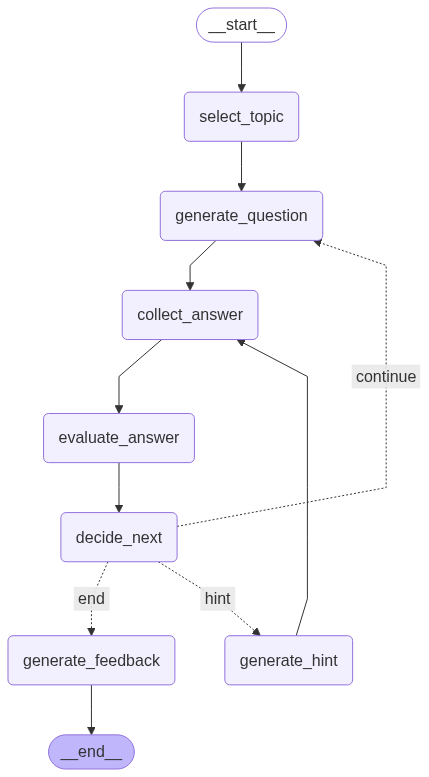 __start__
select_topic
generate_question
collect_answer
continue
evaluate_answer
decide_next
end
hint
generate_feedback
generate_hint
__end__